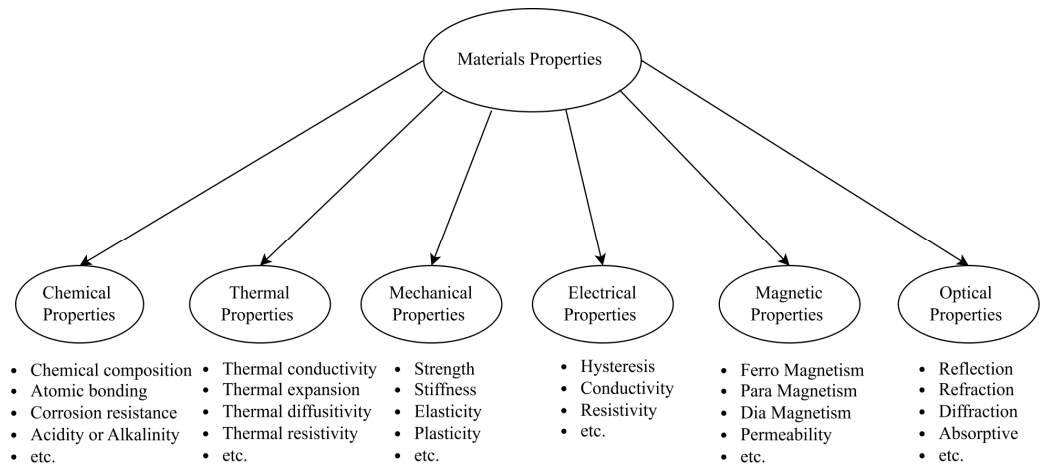 Materials Properties
Chemical
Properties
Thermal
Properties
Mechanical
Properties
Electrical
Properties
Magnetic
Properties
Optical
Properties
• Chemical composition
• Atomic bonding
• Corrosion resistance
• Acidity or Alkalinity
• etc.
• Thermal conductivity
• Thermal expansion
• Thermal diffusitivity
• Thermal resistivity
• etc.
• Strength
• Stiffness
• Elasticity
• Plasticity
• etc.
• Hysteresis
• Conductivity
• Resistivity
• etc.
• Ferro Magnetism
• Para Magnetism
• Dia Magnetism
• Permeability
• etc.
• Reflection
• Refraction
• Diffraction
• Absorptive
• etc.